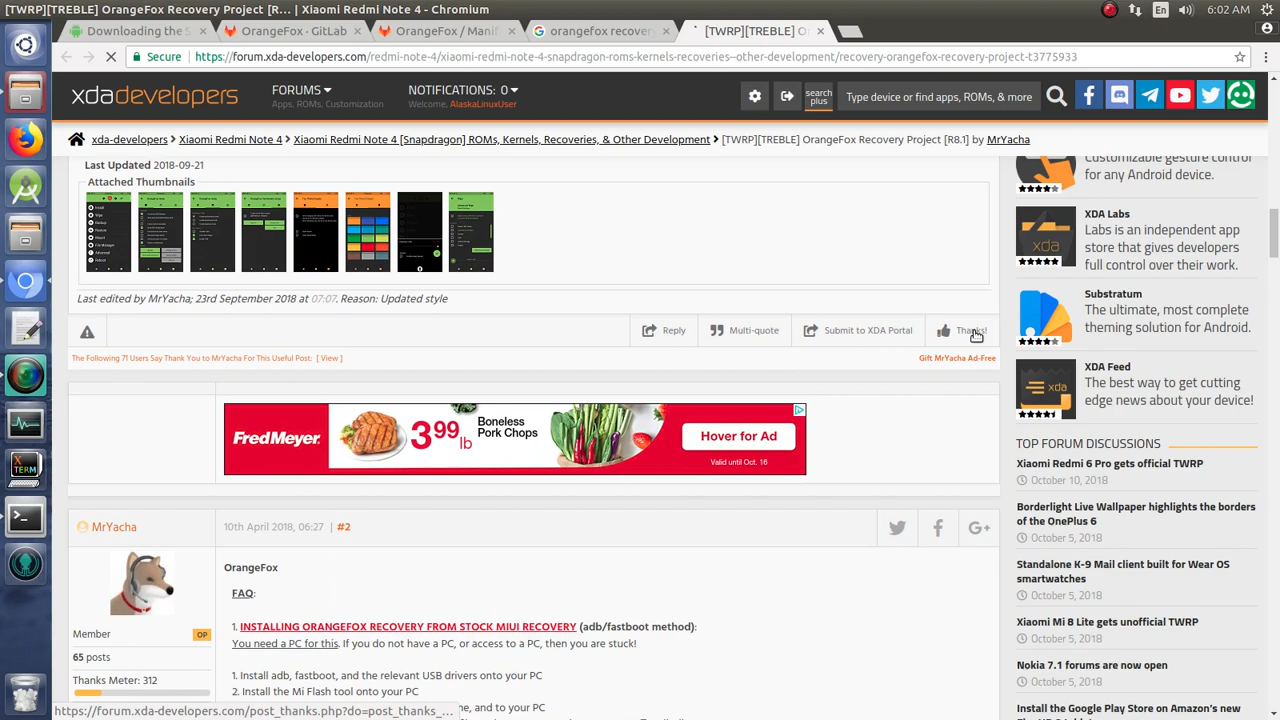 [TWRP][TREBLE] OrangeFox Recovery Project [R... | Xiaomi Redmi Note 4 - Chromium
En
6:02 AM
Downloading the S
OrangeFox · GitLab
OrangeFox / Manif
orangefox recover
[TWRP][TREBLE] O
Secure
https://forum.xda-developers.com/redmi-note-4/xiaomi-redmi-note-4-snapdragon-roms-kernels-recoveries--other-development/recovery-orangefox-recovery-project-t3775933
xdadevelopers
FORUMS
Apps, ROMs, Customization
NOTIFICATIONS: 0
Welcome, AlaskaLinuxUser
search plus
Type device or find apps, ROMs, & more
xda-developers
Xiaomi Redmi Note 4
Xiaomi Redmi Note 4 [Snapdragon] ROMs, Kernels, Recoveries, & Other Development
[TWRP][TREBLE] OrangeFox Recovery Project [R8.1] by MrYacha
Last Updated 2018-09-21
Attached Thumbnails
Last edited by MrYacha; 23rd September 2018 at 07:07. Reason: Updated style
Reply
Multi-quote
Submit to XDA Portal
Thanks!
The Following 71 Users Say Thank You to MrYacha For This Useful Post: [ View ]
Gift MrYacha Ad-Free
FredMeyer.
3.99 lb
Boneless
Pork Chops
Hover for Ad
Valid until Oct. 16
MrYacha
10th April 2018, 06:27 | #2
Member
OP
65 posts
Thanks Meter: 312
OrangeFox
FAQ:
1. INSTALLING ORANGEFOX RECOVERY FROM STOCK MIUI RECOVERY (adb/fastboot method):
You need a PC for this. If you do not have a PC, or access to a PC, then you are stuck!
1. Install adb, fastboot, and the relevant USB drivers onto your PC
2. Install the Mi Flash tool onto your PC
ne, and to your PC
https://forum.xda-developers.com/post_thanks.php?do=post_thanks_...
Customizable gesture control
for any Android device.
XDA Labs
Labs is an independent app
store that gives developers
full control over their work.
Substratum
The ultimate, most complete
theming solution for Android.
XDA Feed
The best way to get cutting
edge news about your device!
TOP FORUM DISCUSSIONS
Xiaomi Redmi 6 Pro gets official TWRP
October 10, 2018
Borderlight Live Wallpaper highlights the borders
of the OnePlus 6
October 5, 2018
Standalone K-9 Mail client built for Wear OS
smartwatches
October 5, 2018
Xiaomi Mi 8 Lite gets unofficial TWRP
October 5, 2018
Nokia 7.1 forums are now open
October 5, 2018
Install the Google Play Store on Amazon's new
X
TERM
xda
xda